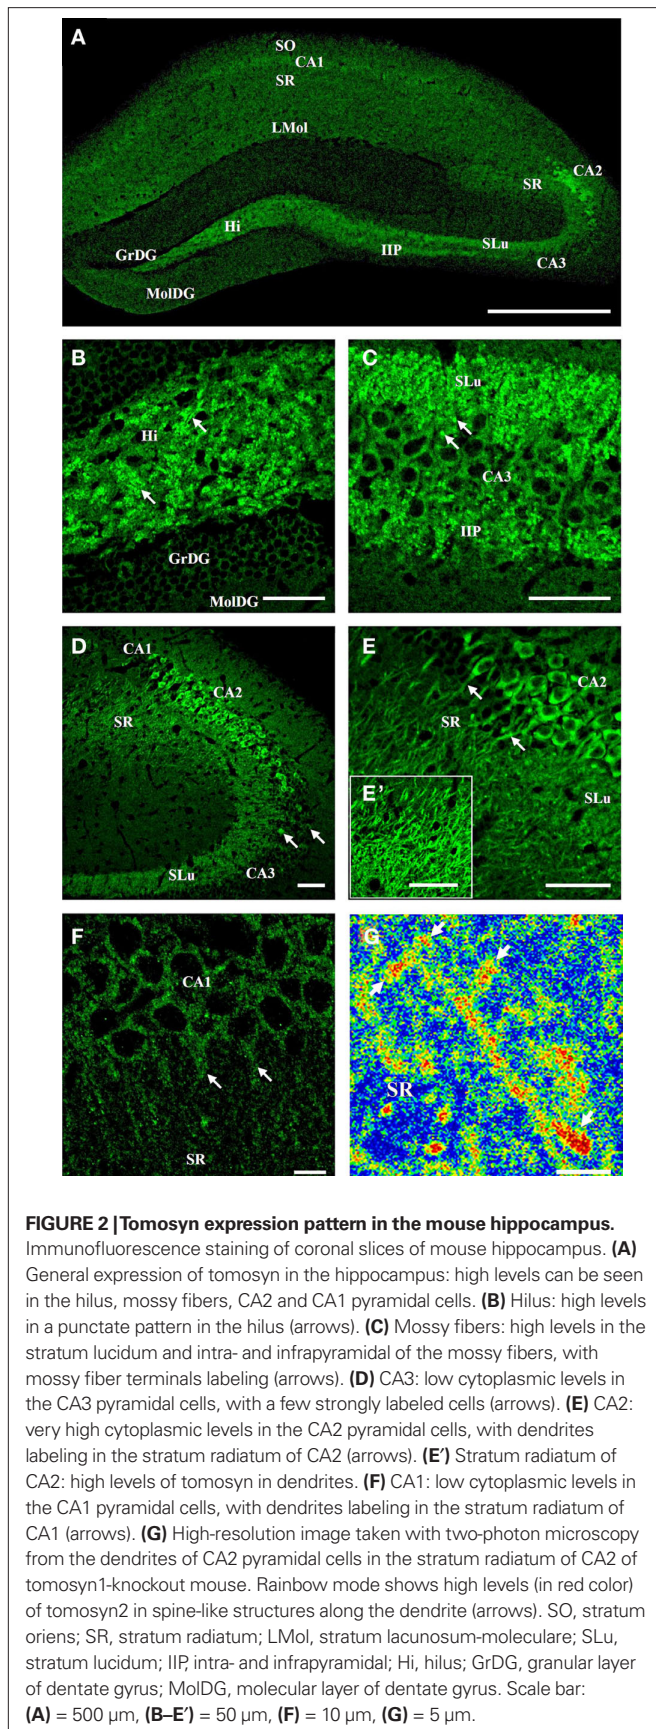 A
SO
CA1
SR
LMol
CA2
SR
Hi
SLu
IIP
GrDG
CA3
MolDG
B
Hi
GrDG
MolDG
C
SLu
CA3
IIP
D
CA1
CA2
SR
CA3
SLu
E
CA2
SR
E'
SLu
F
CA1
SR
G
SR
FIGURE 2 | Tomosyn expression pattern in the mouse hippocampus.
Immunofluorescence staining of coronal slices of mouse hippocampus. (A)
General expression of tomosyn in the hippocampus: high levels can be seen
in the hilus, mossy fibers, CA2 and CA1 pyramidal cells. (B) Hilus: high levels
in a punctate pattern in the hilus (arrows). (C) Mossy fibers: high levels in the
stratum lucidum and intra- and infrapyramidal of the mossy fibers, with
mossy fiber terminals labeling (arrows). (D) CA3: low cytoplasmic levels in
the CA3 pyramidal cells, with a few strongly labeled cells (arrows). (E) CA2:
very high cytoplasmic levels in the CA2 pyramidal cells, with dendrites
labeling in the stratum radiatum of CA2 (arrows). (E′) Stratum radiatum of
CA2: high levels of tomosyn in dendrites. (F) CA1: low cytoplasmic levels in
the CA1 pyramidal cells, with dendrites labeling in the stratum radiatum of
CA1 (arrows). (G) High-resolution image taken with two-photon microscopy
from the dendrites of CA2 pyramidal cells in the stratum radiatum of CA2 of
tomosyn1-knockout mouse. Rainbow mode shows high levels (in red color)
of tomosyn2 in spine-like structures along the dendrite (arrows). SO, stratum
oriens; SR, stratum radiatum; LMol, stratum lacunosum-moleculare; SLu,
stratum lucidum; IIP, intra- and infrapyramidal; Hi, hilus; GrDG, granular layer
of dentate gyrus; MolDG, molecular layer of dentate gyrus. Scale bar:
(A) = 500 µm, (B–E′) = 50 µm, (F) = 10 µm, (G) = 5 µm.